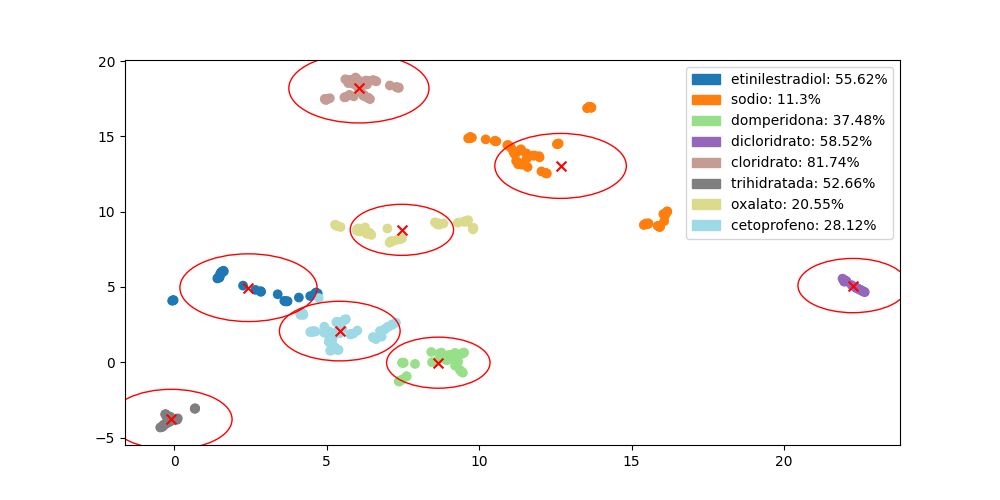 20
15
10
5
0
−5
0
5
10
15
20
etinilestradiol: 55.62%
sodio: 11.3%
domperidona: 37.48%
dicloridrato: 58.52%
cloridrato: 81.74%
trihidratada: 52.66%
oxalato: 20.55%
cetoprofeno: 28.12%